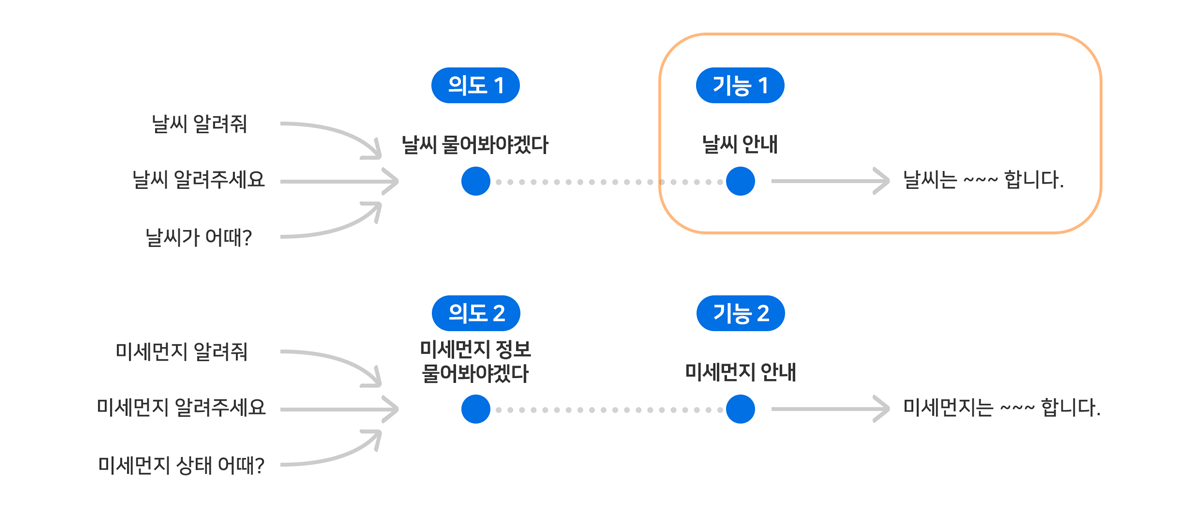 의도 1
기능 1
날씨 알려줘
날씨 물어봐야겠다
날씨 안내
날씨 알려주세요
날씨는 ~~~ 합니다.
날씨가 어때?
의도 2
기능 2
미세먼지 알려줘
미세먼지 정보
물어봐야겠다
미세먼지 안내
미세먼지 알려주세요
미세먼지는 ~~~ 합니다.
미세먼지 상태 어때?